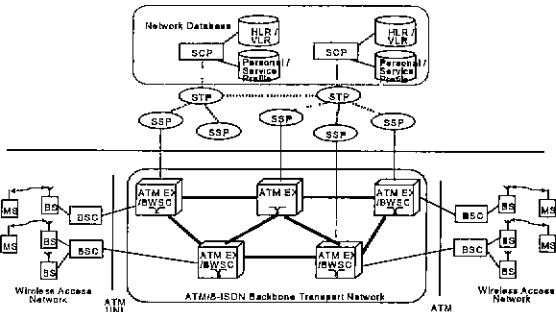 Network Database
HLR /
VLR
HLR /
VLR
SCP
SCP
Personal /
Service
Profile
Personal /
Service
Profile
STP
STP
SSP
SSP
SSP
SSP
SSP
ATM EX
/BWSC
ATM EX
/BWSC
ATM EX
/BWSC
MS
BS
BSC
BSC
BS
MS
MS
BS
BSC
BSC
BS
MS
BS
BS
ATM EX
/BWSC
ATM EX
/BWSC
Wireless Access
Network
ATM
UNI
ATM/B-ISDN Backbone Transport Network
ATM
Wireless Access
Network